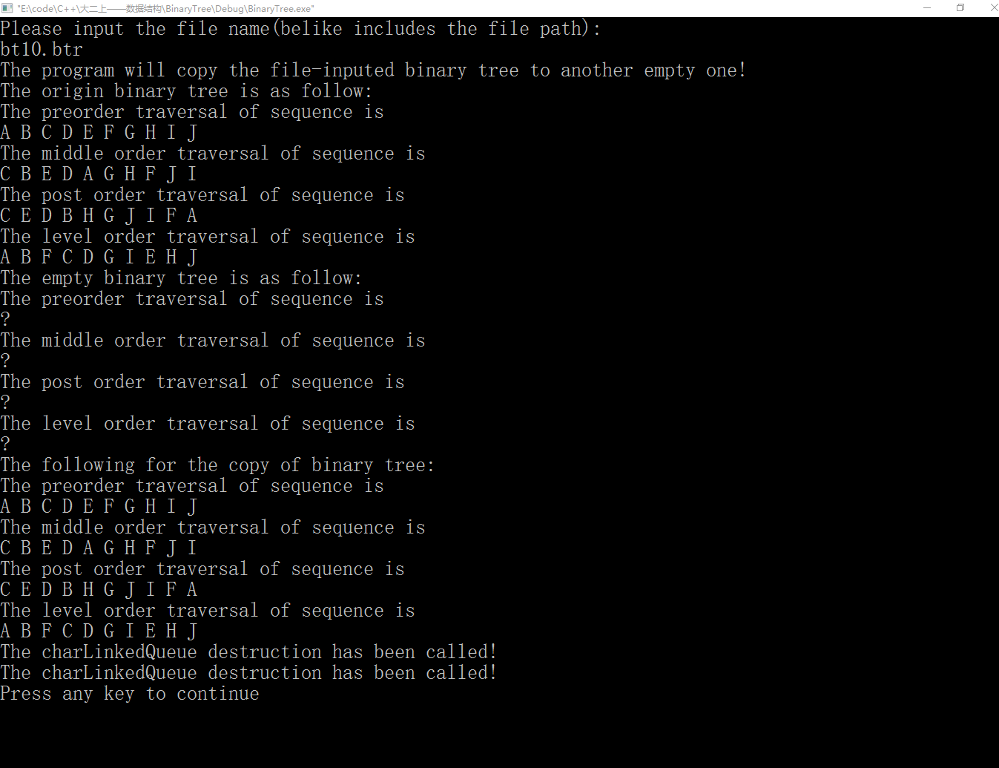 "E:\code\C++\大二上——数据结构\BinaryTree\Debug\BinaryTree.exe"
Please input the file name(belike includes the file path):
bt10.btr
The program will copy the file-inputed binary tree to another empty one!
The origin binary tree is as follow:
The preorder traversal of sequence is
A B C D E F G H I J
The middle order traversal of sequence is
C B E D A G H F J I
The post order traversal of sequence is
C E D B H G J I F A
The level order traversal of sequence is
A B F C D G I E H J
The empty binary tree is as follow:
The preorder traversal of sequence is
?
The middle order traversal of sequence is
?
The post order traversal of sequence is
?
The level order traversal of sequence is
?
The following for the copy of binary tree:
The preorder traversal of sequence is
A B C D E F G H I J
The middle order traversal of sequence is
C B E D A G H F J I
The post order traversal of sequence is
C E D B H G J I F A
The level order traversal of sequence is
A B F C D G I E H J
The charLinkedQueue destruction has been called!
The charLinkedQueue destruction has been called!
Press any key to continue